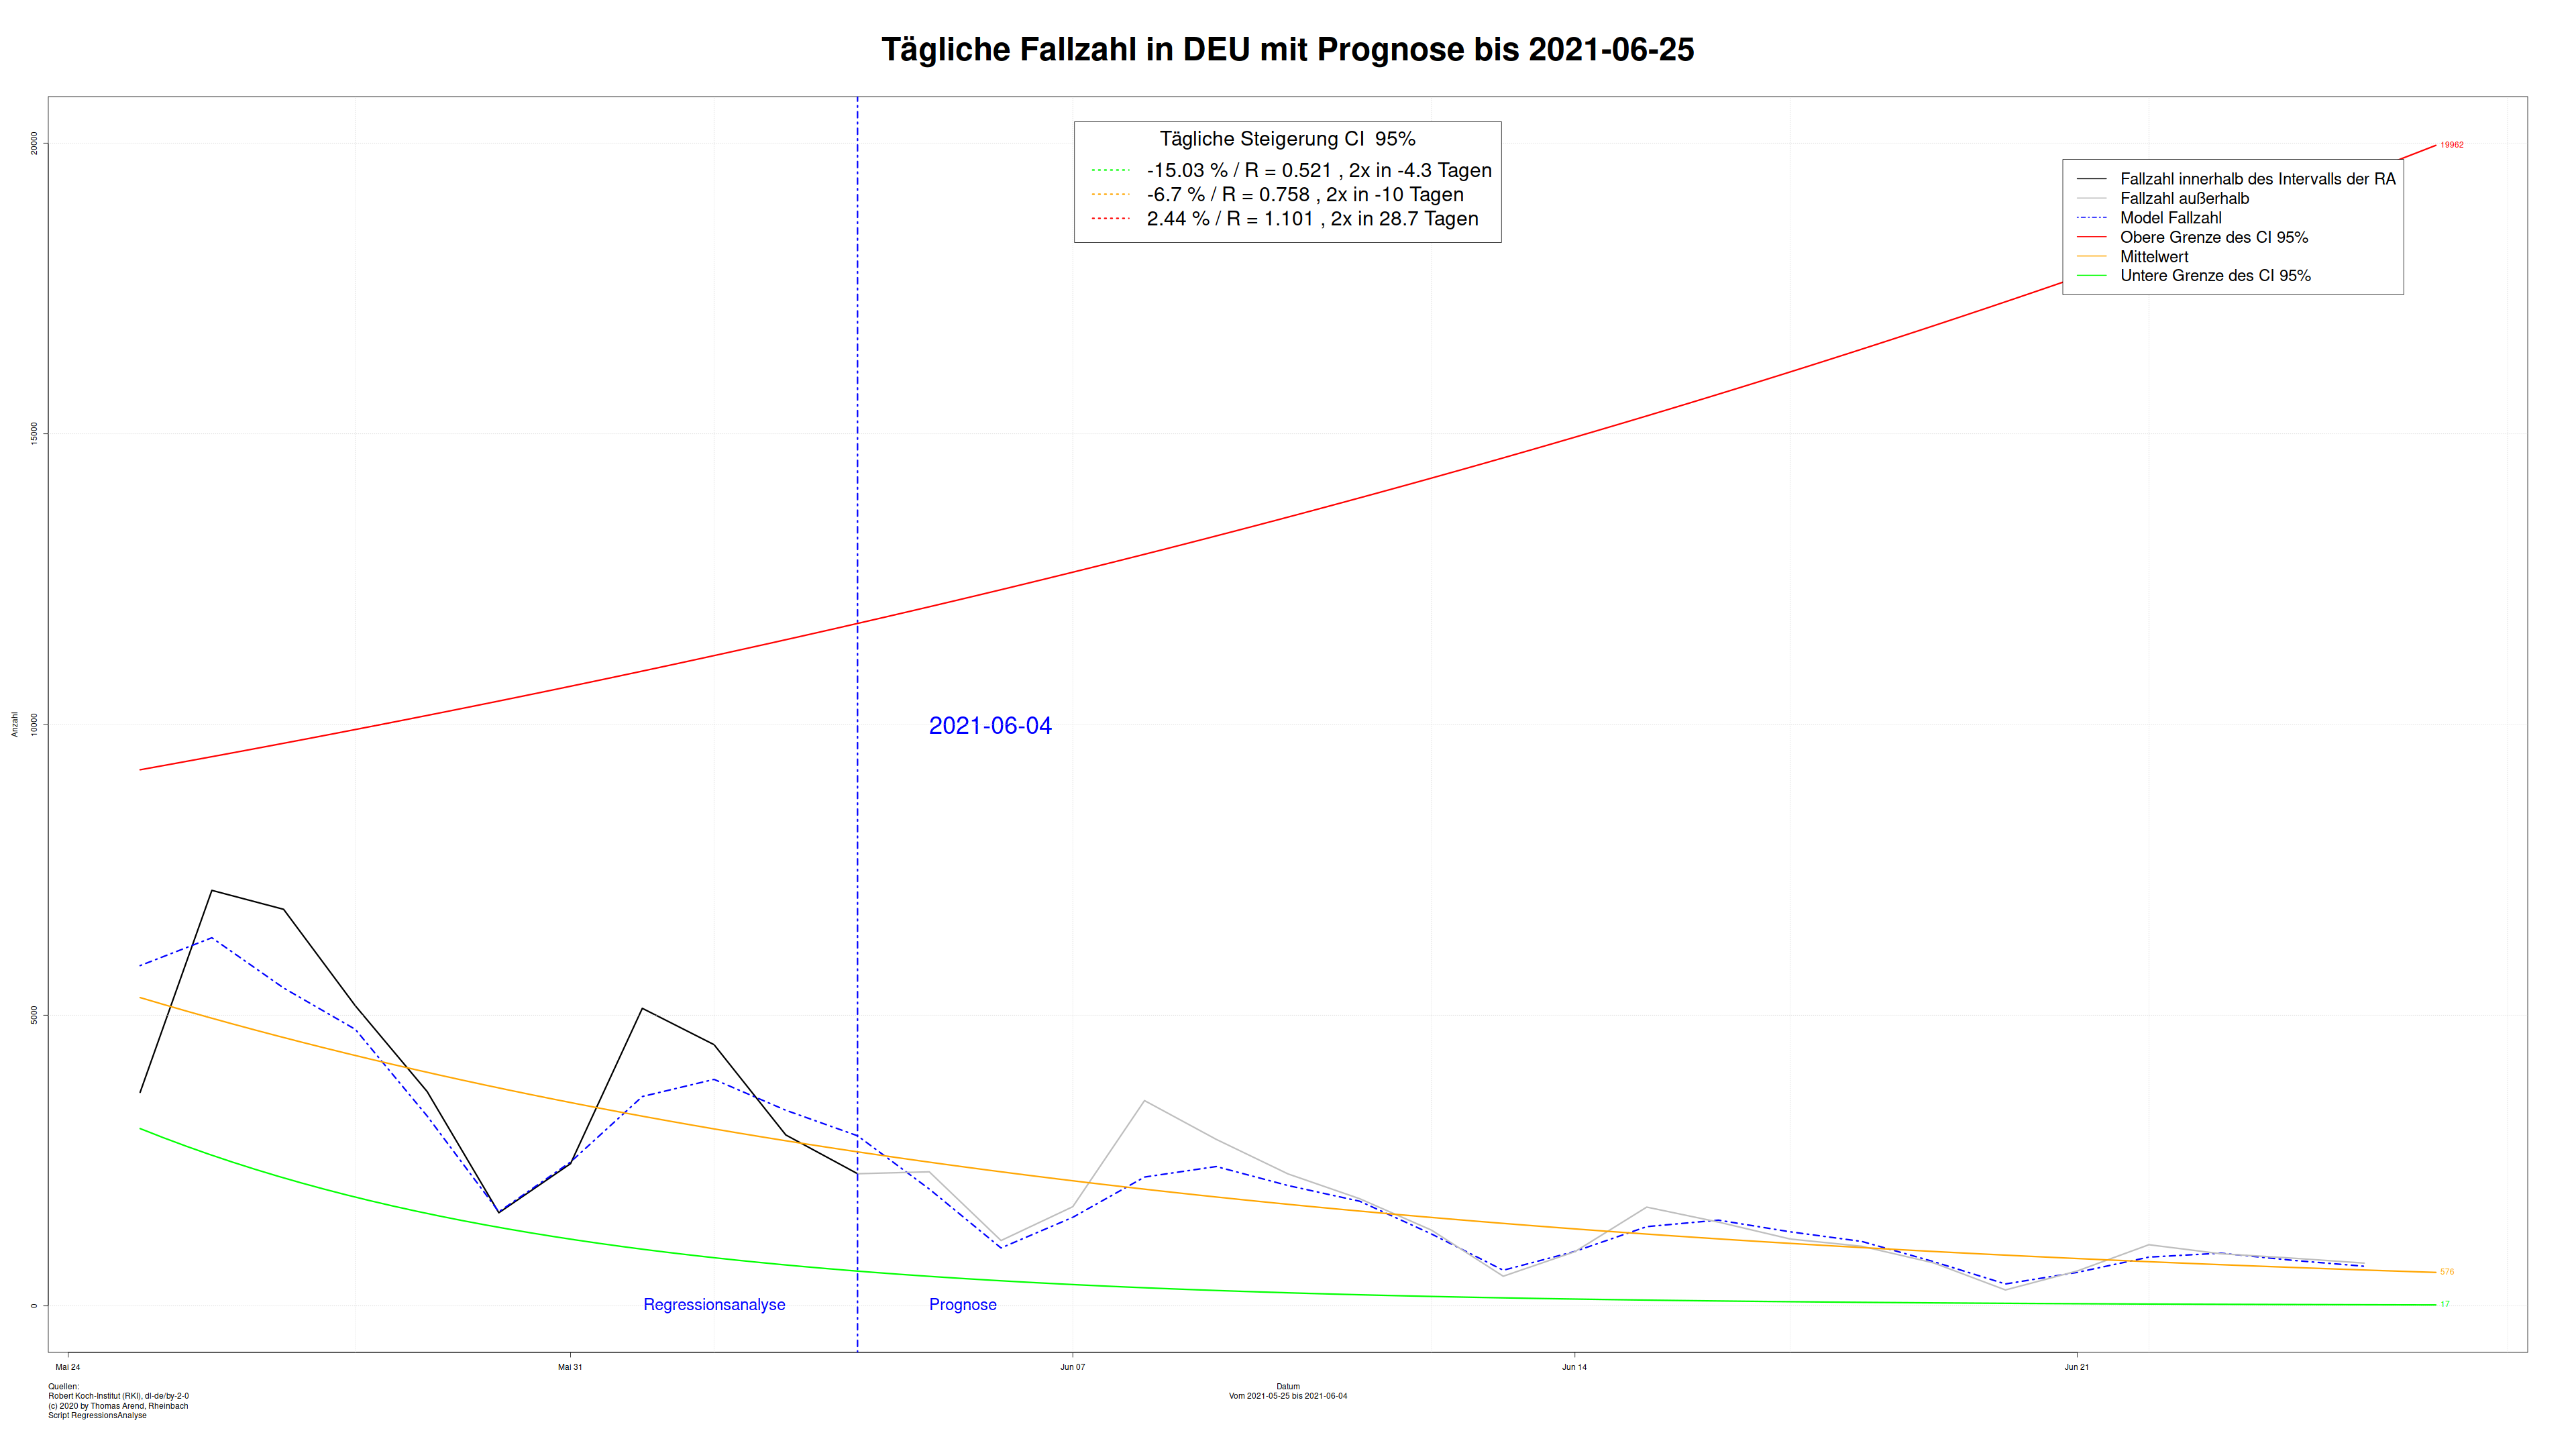 Tägliche Fallzahl in DEU mit Prognose bis 2021-06-25
Tägliche Steigerung CI  95%
-15.03 % / R = 0.521 , 2x in -4.3 Tagen
-6.7 % / R = 0.758 , 2x in -10 Tagen
2.44 % / R = 1.101 , 2x in 28.7 Tagen
19962
Fallzahl innerhalb des Intervalls der RA
Fallzahl außerhalb
Model Fallzahl
Obere Grenze des CI 95%
Mittelwert
Untere Grenze des CI 95%
20000
15000
10000
5000
0
Anzahl
2021-06-04
576
17
Regressionsanalyse
Prognose
Mai 24
Mai 31
Jun 07
Jun 14
Jun 21
Datum
Vom 2021-05-25 bis 2021-06-04
Quellen:
Robert Koch-Institut (RKI), dl-de/by-2-0
(c) 2020 by Thomas Arend, Rheinbach
Script RegressionsAnalyse